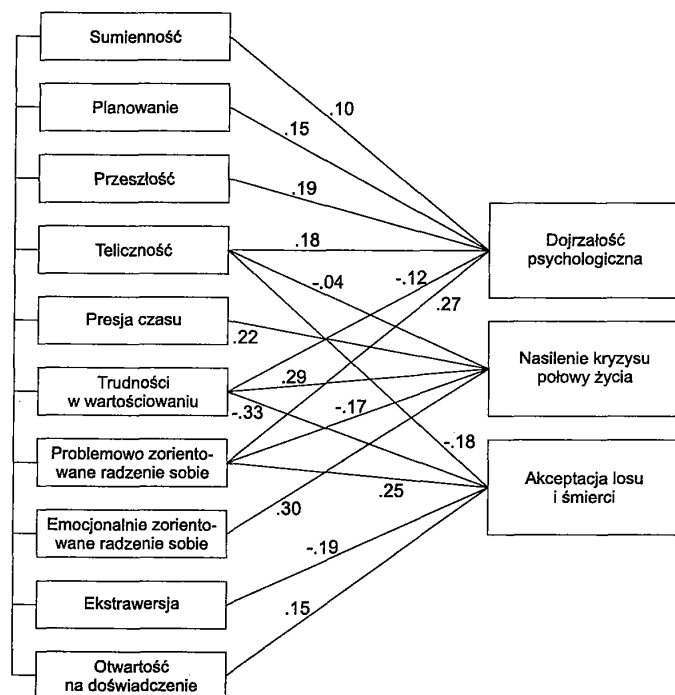 Sumienność
Planowanie
Przeszłość
Teliczność
Presja czasu
Trudności
w wartościowaniu
Problemowo zoriento-
wane radzenie sobie
Emocjonalnie zoriento-
wane radzenie sobie
Ekstrawersja
Otwartość
na doświadczenie
.10
.15
.19
.18
-.12
-.04
.27
.22
.29
-.33
-.17
-.18
.25
.30
-.19
.15
Dojrzałość
psychologiczna
Nasilenie kryzysu
połowy życia
Akceptacja losu
i śmierci